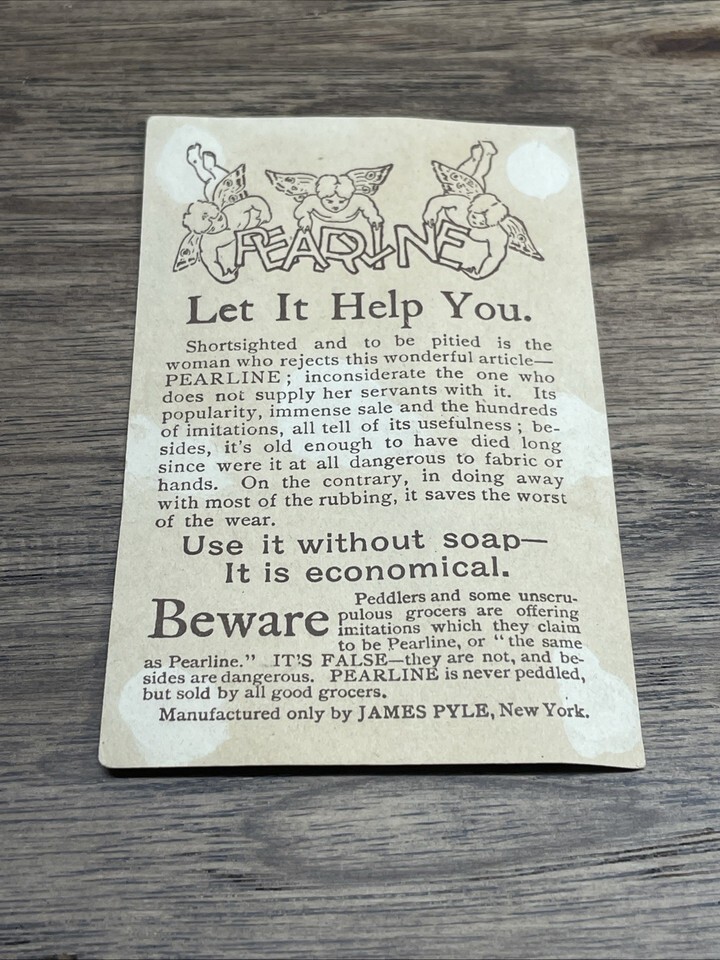 PEARLINE
Let It Help You.
Shortsighted and to be pitied is the
woman who rejects this wonderful article—
PEARLINE; inconsiderate the one who
does not supply her servants with it. Its
popularity, immense sale and the hundreds
of imitations, all tell of its usefulness; be-
sides, it's old enough to have died long
since were it at all dangerous to fabric or
hands. On the contrary, in doing away
with most of the rubbing, it saves the worst
of the wear.
Use it without soap—
It is economical.
Beware Peddlers and some unscru-
pulous grocers are offering
imitations which they claim
to be Pearline, or "the same
as Pearline." IT'S FALSE—they are not, and be-
sides are dangerous. PEARLINE is never peddled,
but sold by all good grocers.
Manufactured only by JAMES PYLE, New York.